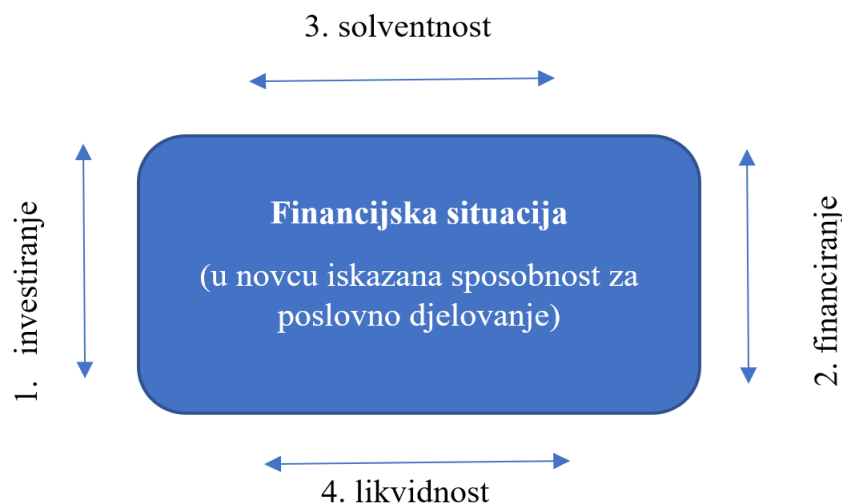 3. solventnost
1. investiranje
Financijska situacija
(u novcu iskazana sposobnost za
poslovno djelovanje)
2. financiranje
4. likvidnost